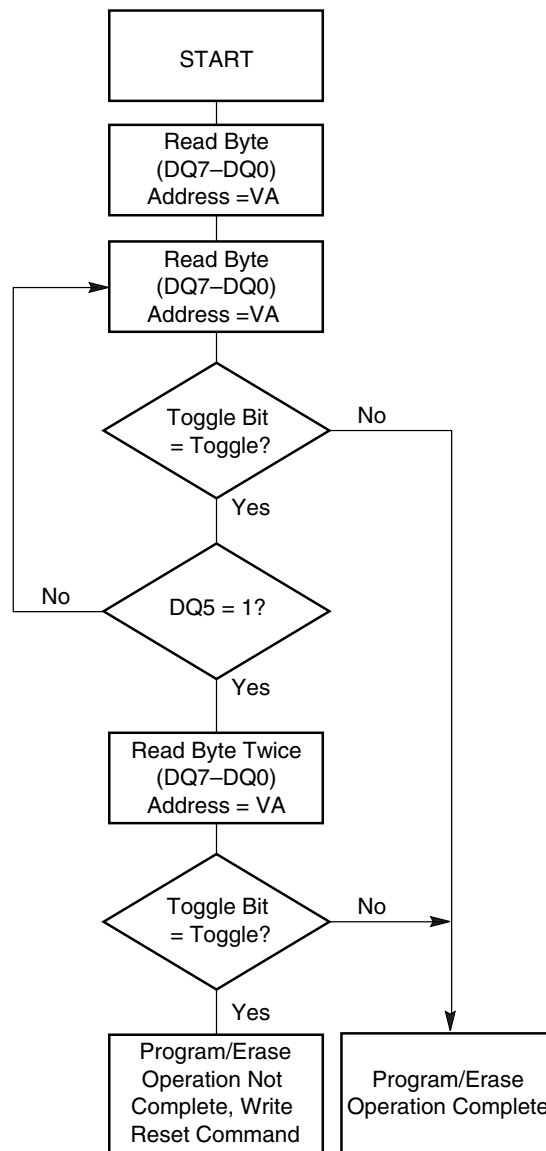 START
Read Byte
(DQ7–DQ0)
Address =VA
Read Byte
(DQ7–DQ0)
Address =VA
Toggle Bit
= Toggle?
No
Yes
DQ5 = 1?
No
Yes
Read Byte Twice
(DQ7–DQ0)
Address = VA
Toggle Bit
= Toggle?
No
Yes
Program/Erase
Operation Not
Complete, Write
Reset Command
Program/Erase
Operation Complete